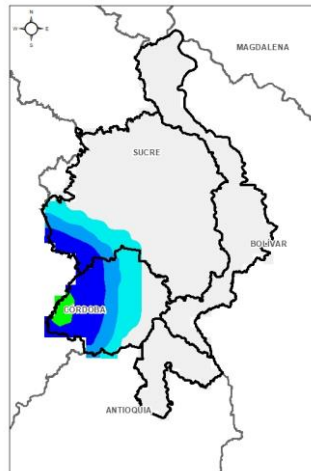 N
W
E
S
MAGDALENA
SUCRE
BOLIVAR
CORDOBA
ANTIOQUIA